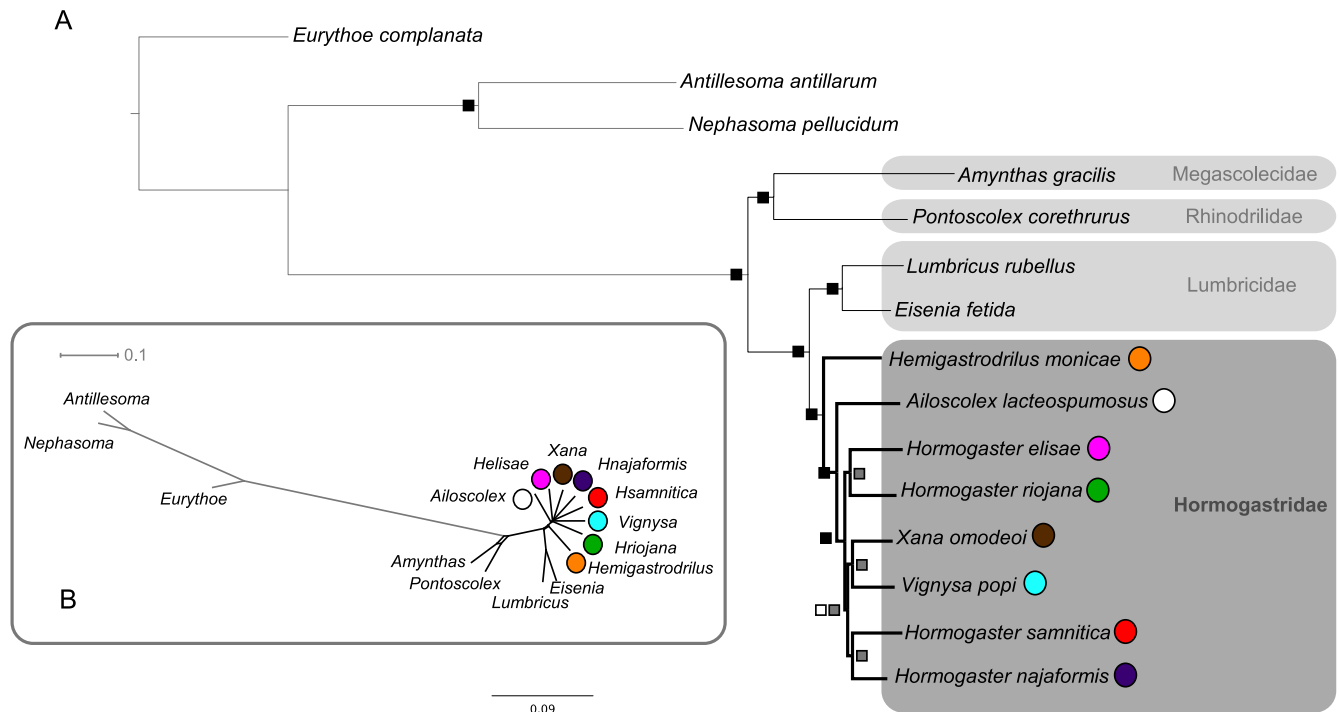 A
Eurythoe complanata
Antillesoma antillarum
Nephasoma pellucidum
Amynthas gracilis
Megascolecidae
Pontoscolex corethrurus
Rhinodrilidae
Lumbricus rubellus
Lumbricidae
Eisenia fetida
Hemigastrodrilus monicae
Ailoscolex lacteospumosus
Hormogaster elisae
Hormogaster riojana
Hormogastridae
Xana omodeoi
Vignysa popi
Hormogaster samnitica
Hormogaster najaformis
0.1
Antillesoma
Nephasoma
Eurythoe
Xana
Helisae
Hnajaformis
Ailoscolex
Hsamnitica
Vignysa
Hriojana
Amynthas
Hemigastrodrilus
Pontoscolex
Eisenia
Lumbricus
B
0.09